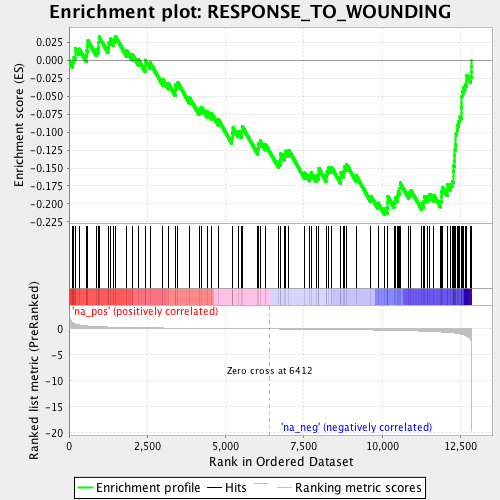 Enrichment plot: RESPONSE_TO_WOUNDING
Enrichment score (ES)
0.025
0.000
-0.025
-0.050
-0.075
-0.100
-0.125
-0.150
-0.175
-0.200
-0.225
'na_pos' (positively correlated)
Ranked list metric (PreRanked)
0
-5
-10
-15
-20
Zero cross at 6412
'na_neg' (negatively correlated)
0
2,500
5,000
7,500
10,000
12,500
Rank in Ordered Dataset
Enrichment profile
Hits
Ranking metric scores